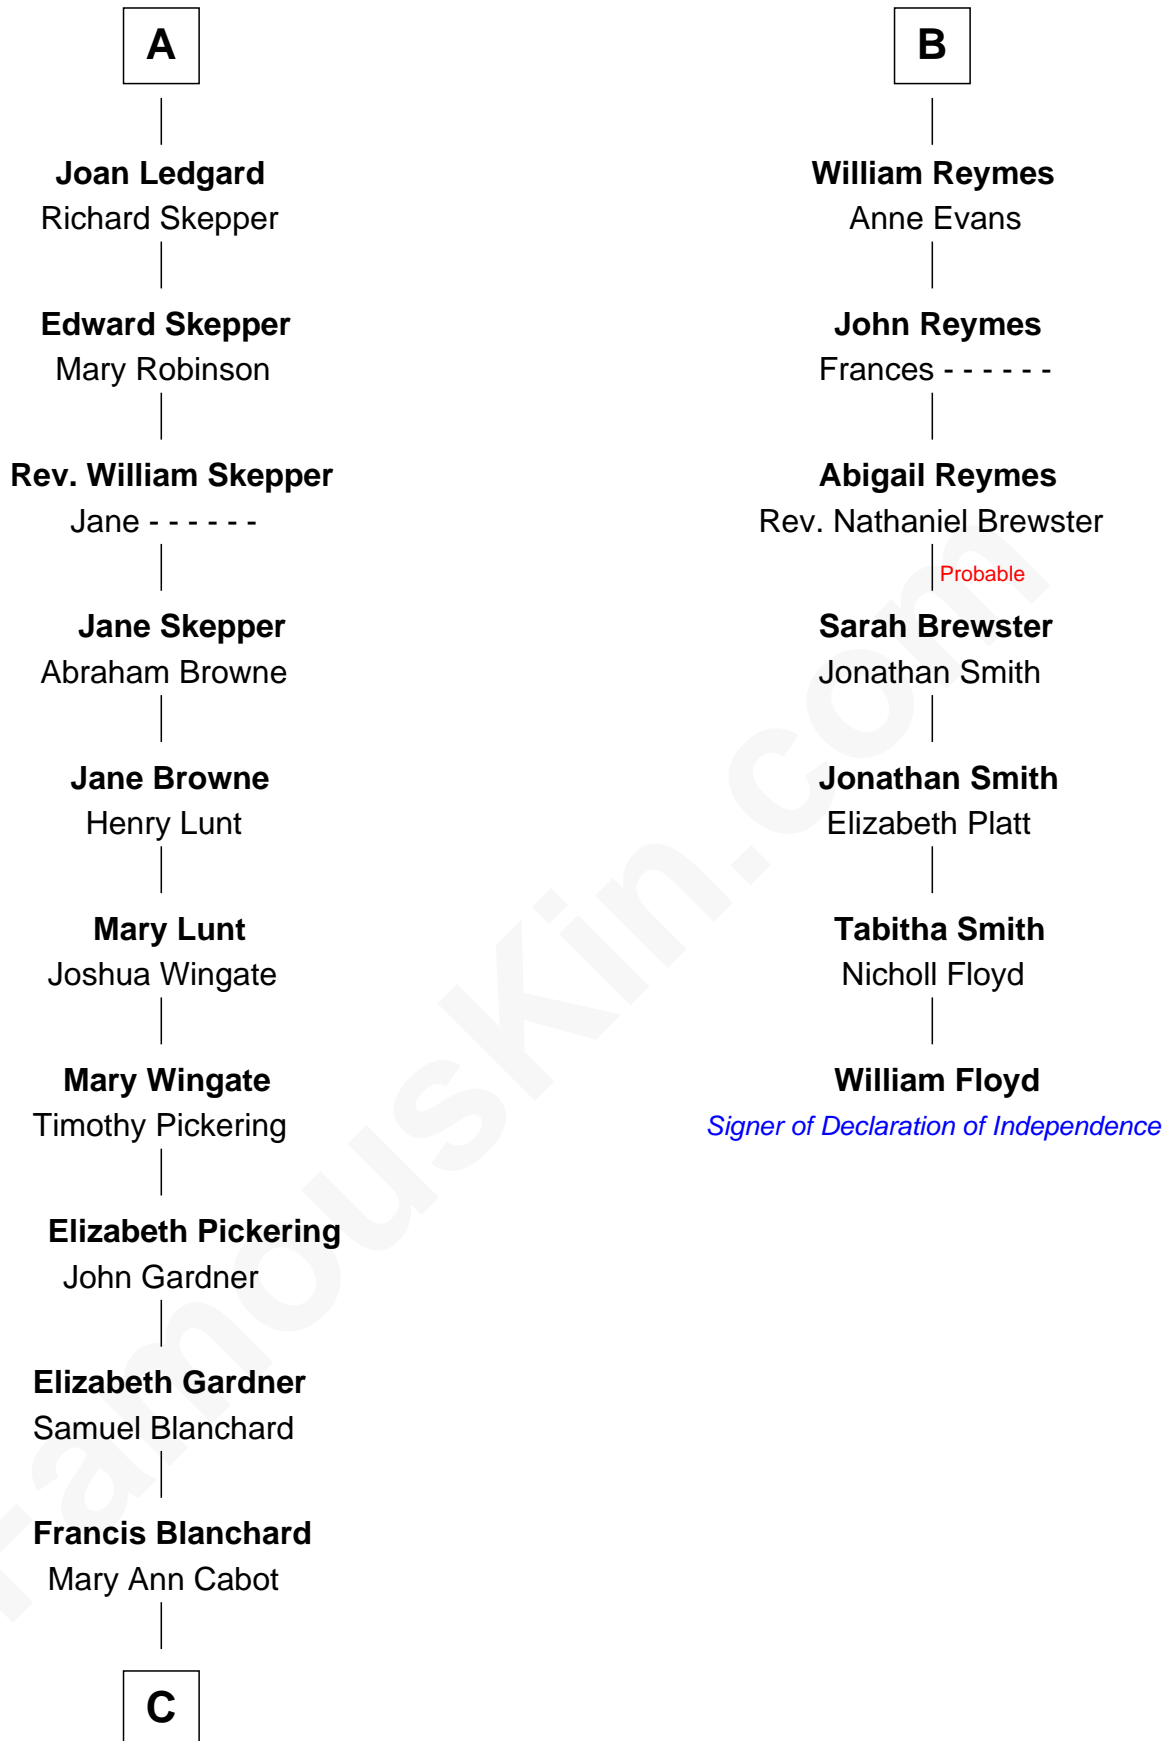 A
Joan Ledgard
Richard Skepper
Edward Skepper
Mary Robinson
Rev. William Skepper
Jane - - - - - -
Jane Skepper
Abraham Browne
Jane Browne
Henry Lunt
Mary Lunt
Joshua Wingate
Mary Wingate
Timothy Pickering
Elizabeth Pickering
John Gardner
Elizabeth Gardner
Samuel Blanchard
Francis Blanchard
Mary Ann Cabot
C
B
William Reymes
Anne Evans
John Reymes
Frances - - - - - -
Abigail Reymes
Rev. Nathaniel Brewster
Probable
Sarah Brewster
Jonathan Smith
Jonathan Smith
Elizabeth Platt
Tabitha Smith
Nicholl Floyd
William Floyd
Signer of Declaration of Independence
FamousKin.com